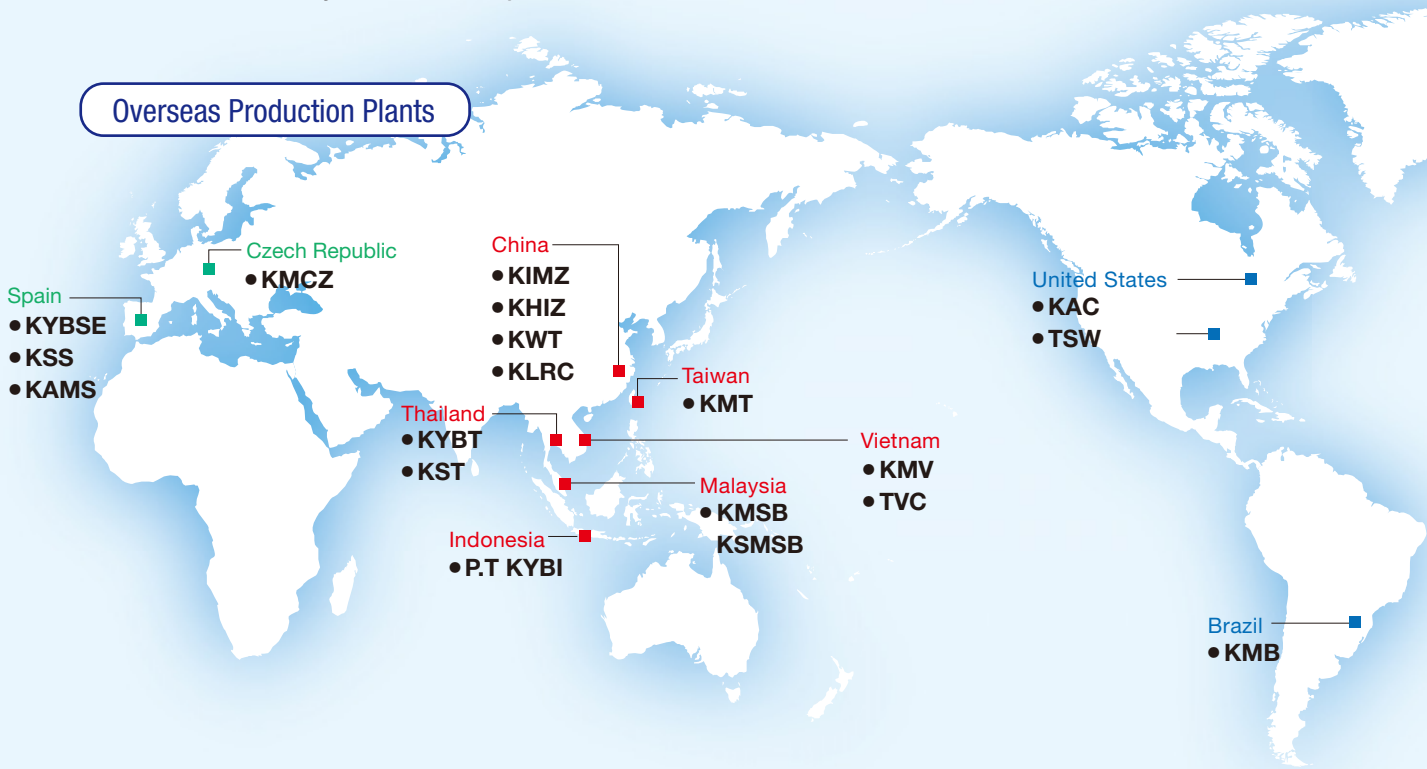 Overseas Production Plants
Czech Republic
● KMCZ
Spain
● KYBSE
● KSS
● KAMS
China
● KIMZ
● KHIZ
● KWT
● KLRC
Taiwan
● KMT
Thailand
● KYBT
● KST
Vietnam
● KMV
● TVC
Malaysia
● KMSB
KSMSB
Indonesia
● P.T KYBI
United States
● KAC
● TSW
Brazil
● KMB